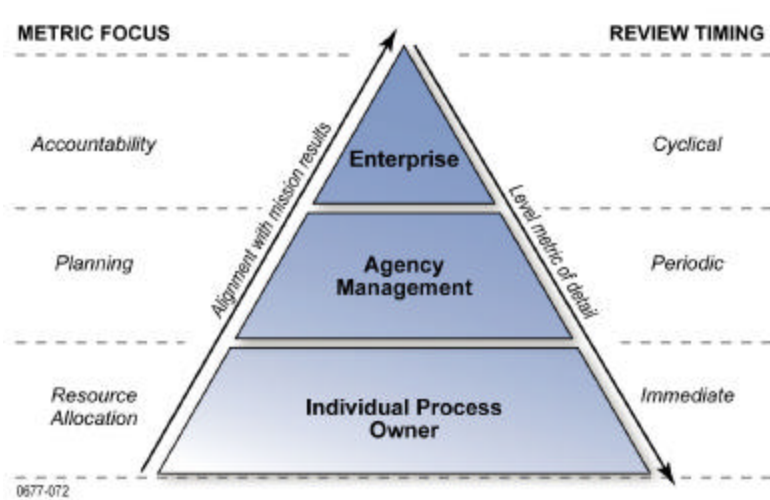 METRIC FOCUS
REVIEW TIMING
Accountability
Alignment with mission results
Enterprise
Level metric of detail
Cyclical
Planning
Agency
Management
Periodic
Resource
Allocation
Individual Process
Owner
Immediate
0677-072